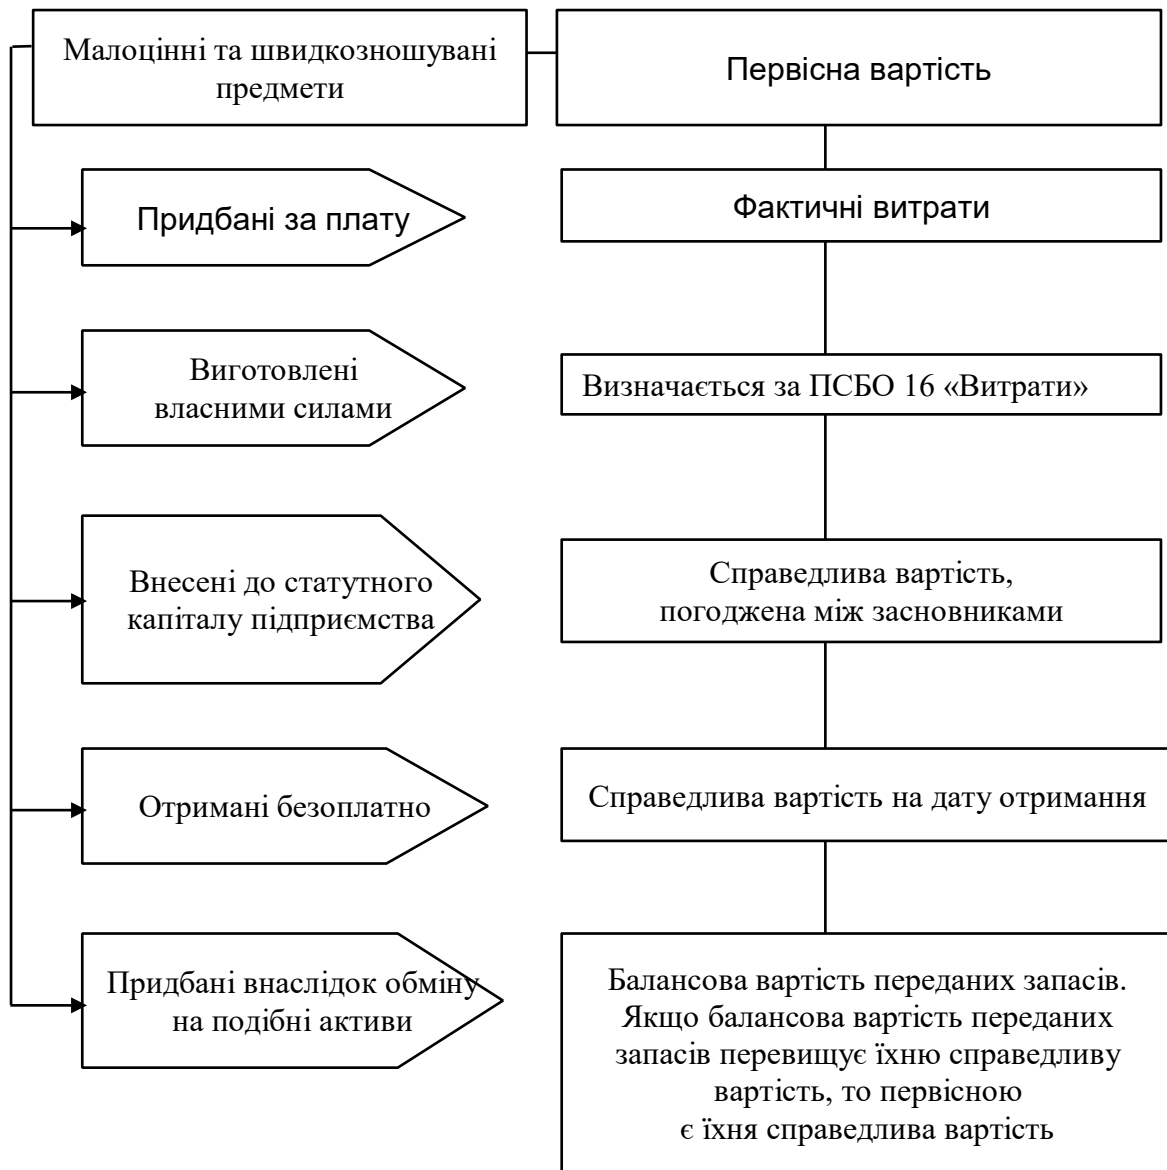 Малоцінні та швидкозношувані
предмети
Первісна вартість
Придбані за плату
Фактичні витрати
Виготовлені
власними силами
Визначається за ПСБО 16 «Витрати»
Внесені до статутного
капіталу підприємства
Справедлива вартість,
погоджена між засновниками
Отримані безоплатно
Справедлива вартість на дату отримання
Придбані внаслідок обміну
на подібні активи
Балансова вартість переданих запасів.
Якщо балансова вартість переданих
запасів перевищує їхню справедливу
вартість, то первісною
є їхня справедлива вартість